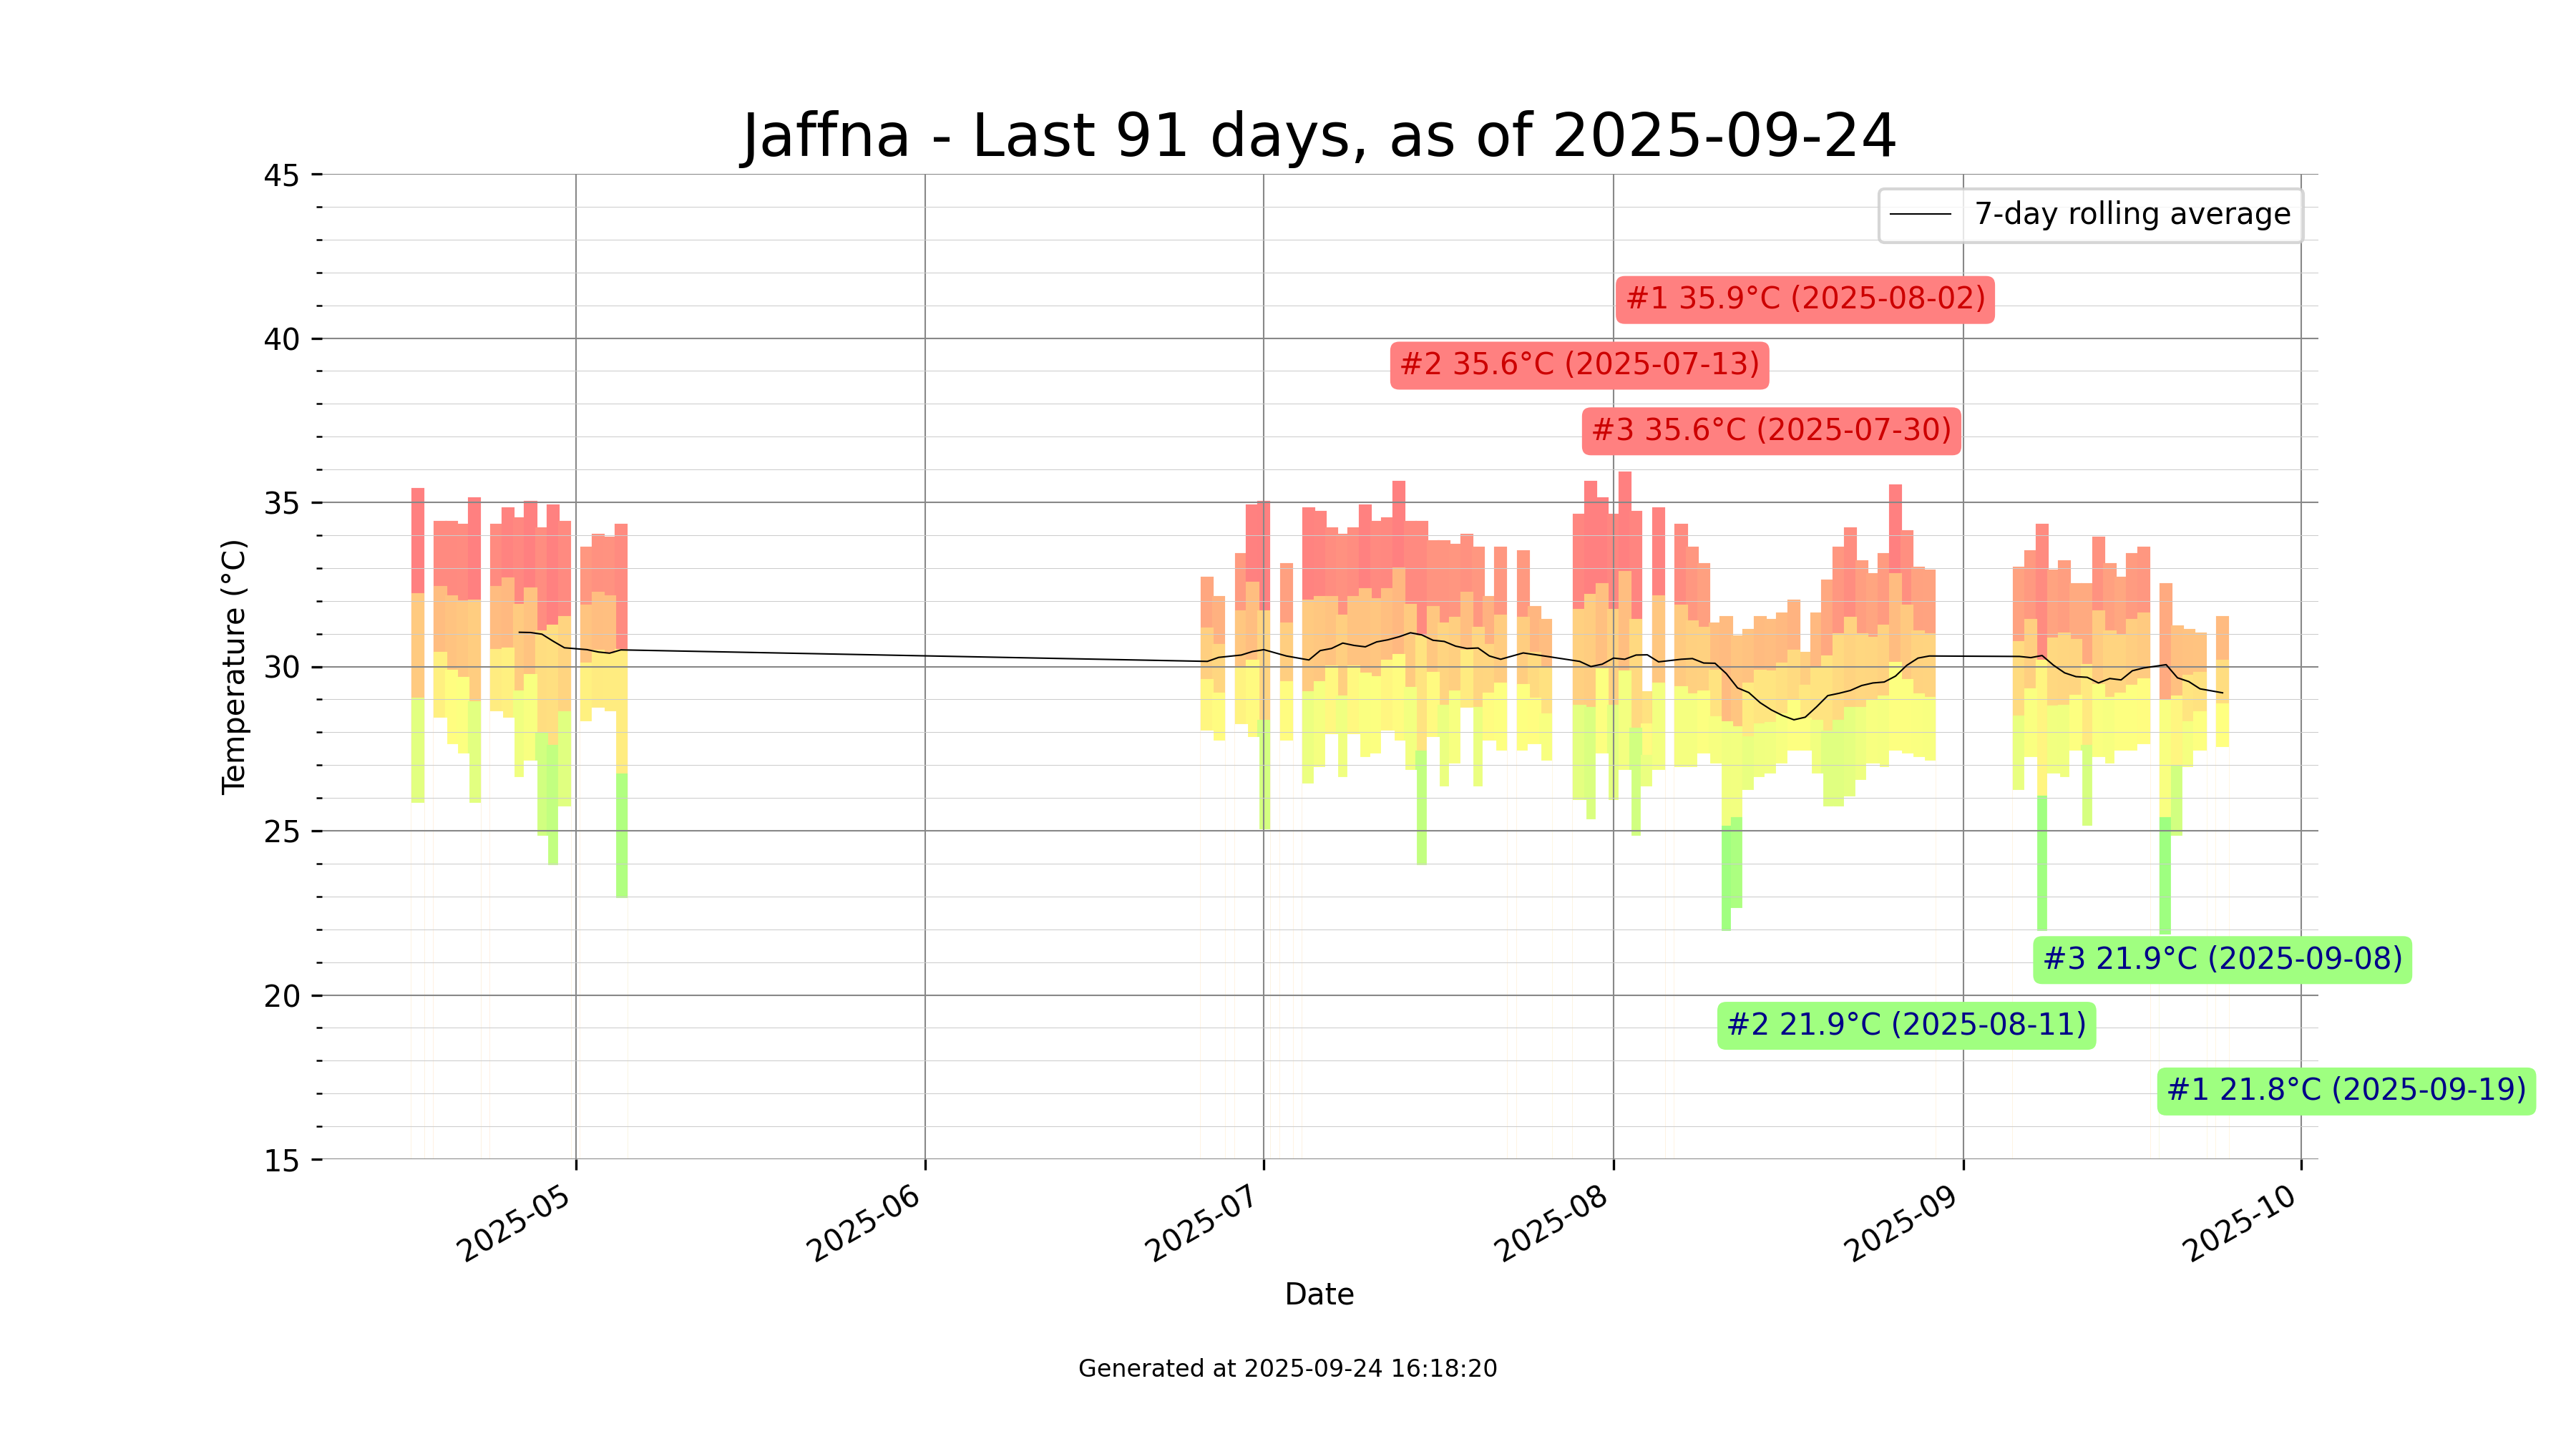 Jaffna - Last 91 days, as of 2025-09-24
7-day rolling average
#1 35.9°C (2025-08-02)
#2 35.6°C (2025-07-13)
#3 35.6°C (2025-07-30)
#3 21.9°C (2025-09-08)
#2 21.9°C (2025-08-11)
#1 21.8°C (2025-09-19)
45
40
35
30
25
20
15
Temperature (°C)
2025-05
2025-06
2025-07
2025-08
2025-09
2025-10
Date
Generated at 2025-09-24 16:18:20